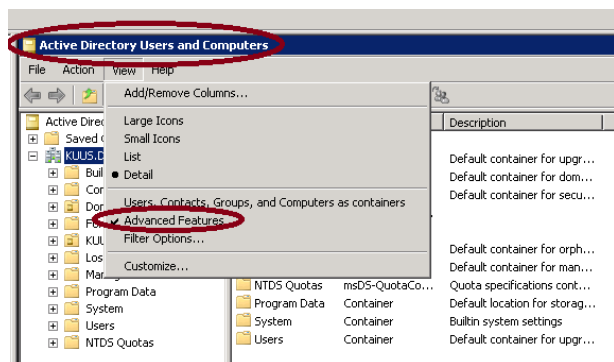 Active Directory Users and Computers
File Action View Help
Add/Remove Columns...
Large Icons
Small Icons
List
Detail
Users, Contacts, Groups, and Computers as containers
Advanced Features
Filter Options...
Customize...
Active Direc
Saved
KUUS.D
Buil
Cor
Dor
Fo
KUU
Los
Mar
Program Data
System
Users
NTDS Quotas
Description
Default container for upgr...
Default container for dom...
Default container for secu...
Default container for orph...
Default container for man...
NTDS Quotas msDS-QuotaCo... Quota specifications cont...
Program Data Container Default location for storag...
System Container Builtin system settings
Users Container Default container for upgr...